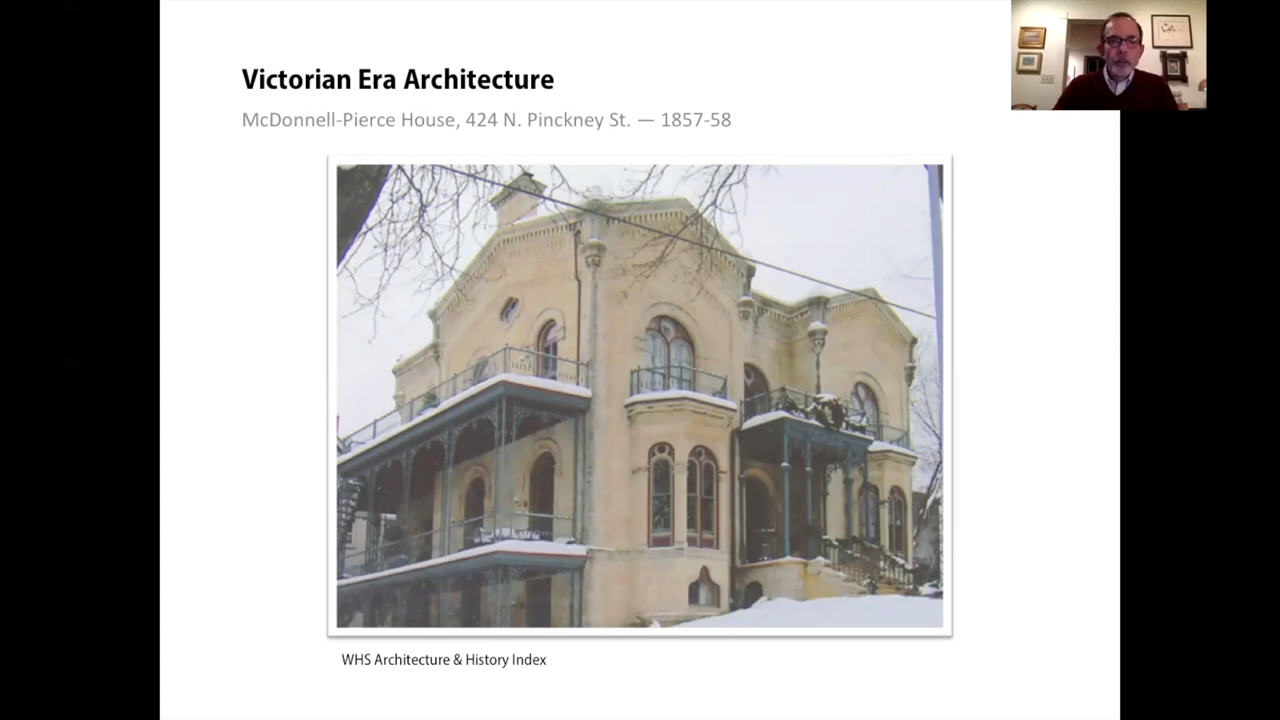 Victorian Era Architecture
McDonnell-Pierce House, 424 N. Pinckney St. — 1857-58
WHS Architecture & History Index